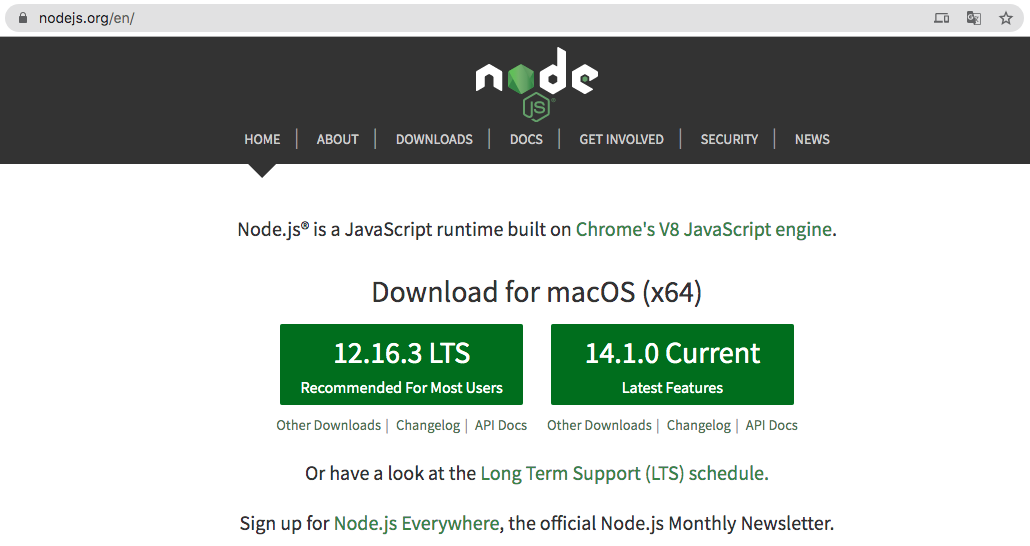 nodejs.org/en/
node
JS
HOME | ABOUT | DOWNLOADS | DOCS | GET INVOLVED | SECURITY | NEWS
Node.js® is a JavaScript runtime built on Chrome's V8 JavaScript engine.
Download for macOS (x64)
12.16.3 LTS
Recommended For Most Users
14.1.0 Current
Latest Features
Other Downloads | Changelog | API Docs
Other Downloads | Changelog | API Docs
Or have a look at the Long Term Support (LTS) schedule.
Sign up for Node.js Everywhere, the official Node.js Monthly Newsletter.